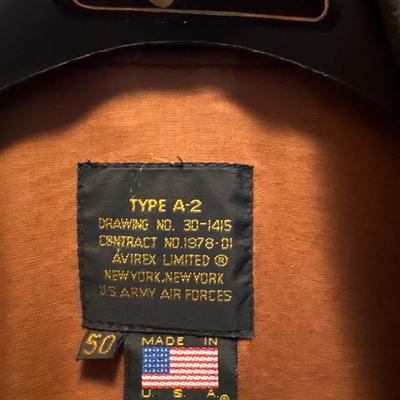 TYPE A-2
DRAWING NO. 30-1415
CONTRACT NO.1978-01
AVIREX LIMITED ®
NEW YORK, NEW YORK
U.S. ARMY AIR FORCES
50
MADE IN
U. S. A.